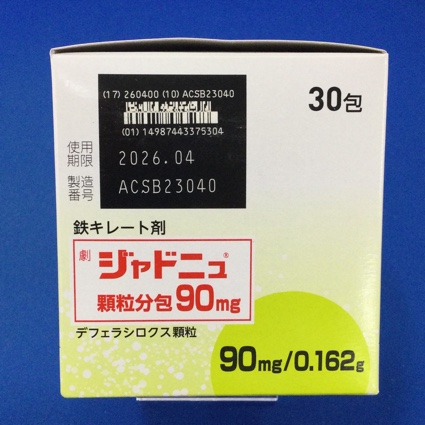 (17) 260400 (10) ACSB23040
30包
(01) 14987443375304
使用
期限
2026.04
製造
番号
ACSB23040
鉄キレート剤
劇
ジャドニュ®
顆粒分包90mg
デフェラシロクス顆粒
90mg/0.162g